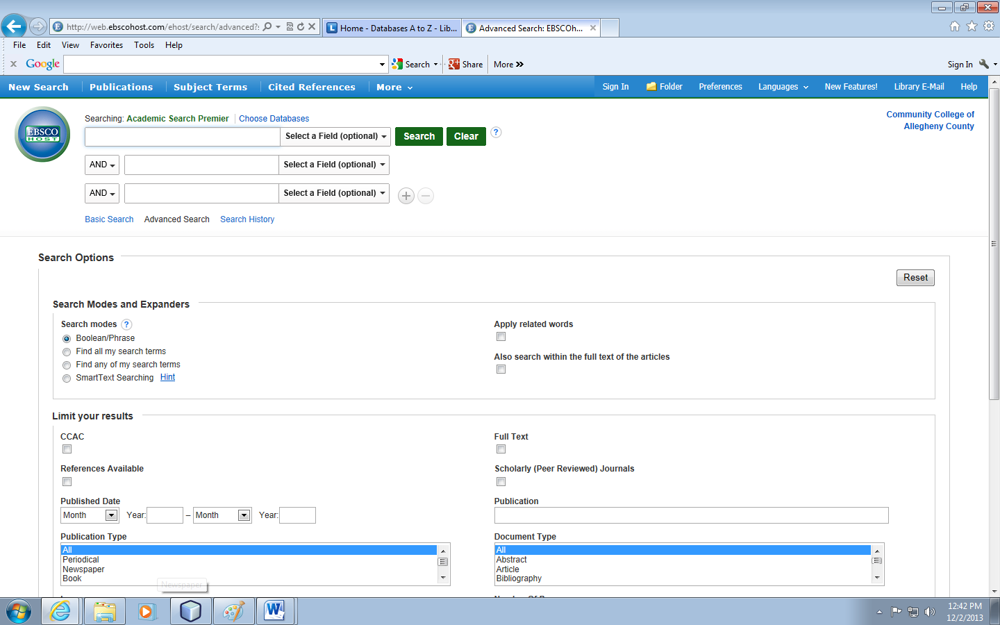 http://web.ebscohost.com/ehost/search/advanced?
Home - Databases A to Z - Lib...
Advanced Search: EBSCOh...
File Edit View Favorites Tools Help
x Google Search Share More » Sign In
New Search Publications Subject Terms Cited References More Sign In Folder Preferences Languages New Features! Library E-Mail Help
EBSCO
HOST
Searching: Academic Search Premier Choose Databases
Community College of
Allegheny County
Select a Field (optional) Search Clear ?
AND Select a Field (optional)
AND Select a Field (optional)
Basic Search Advanced Search Search History
Search Options
Reset
Search Modes and Expanders
Search modes ?
Boolean/Phrase
Find all my search terms
Find any of my search terms
SmartText Searching Hint
Apply related words
Also search within the full text of the articles
Limit your results
CCAC
Full Text
References Available
Scholarly (Peer Reviewed) Journals
Published Date
Month Year: – Month Year:
Publication
Publication Type
All
Periodical
Newspaper
Book
Document Type
All
Abstract
Article
Bibliography
Newspaper
12:42 PM
12/2/2013